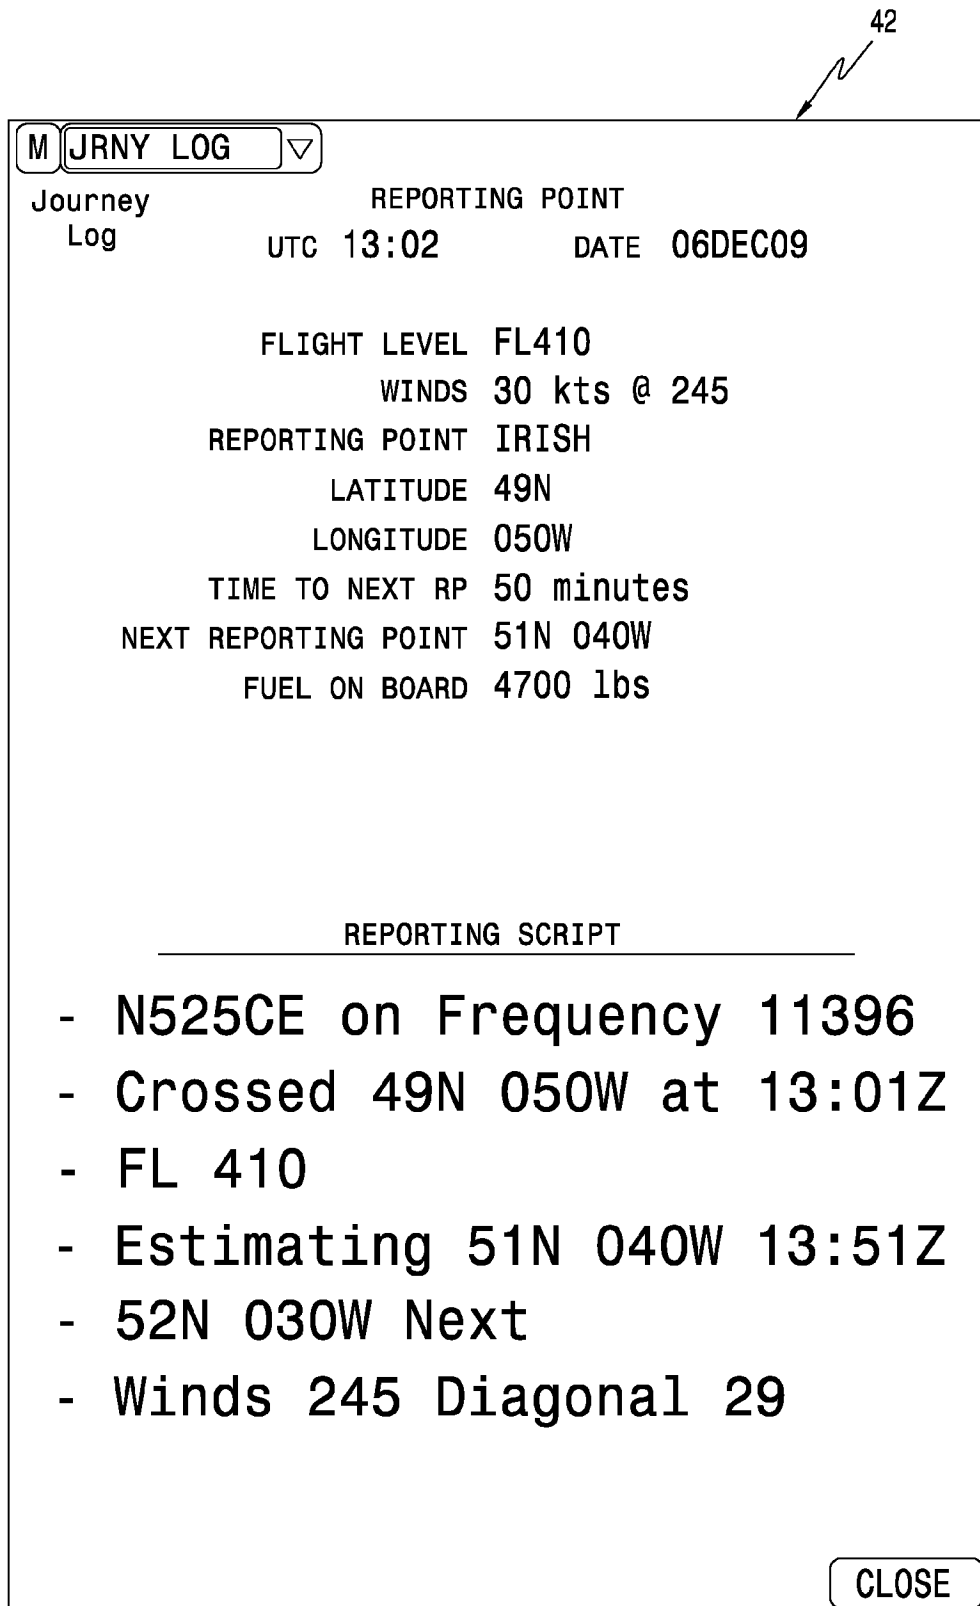 42
M JRNY LOG
Journey Log
REPORTING POINT
UTC 13:02 DATE 06DEC09
FLIGHT LEVEL FL410
WINDS 30 kts @ 245
REPORTING POINT IRISH
LATITUDE 49N
LONGITUDE 050W
TIME TO NEXT RP 50 minutes
NEXT REPORTING POINT 51N 040W
FUEL ON BOARD 4700 lbs
REPORTING SCRIPT
- N525CE on Frequency 11396
- Crossed 49N 050W at 13:01Z
- FL 410
- Estimating 51N 040W 13:51Z
- 52N 030W Next
- Winds 245 Diagonal 29
CLOSE